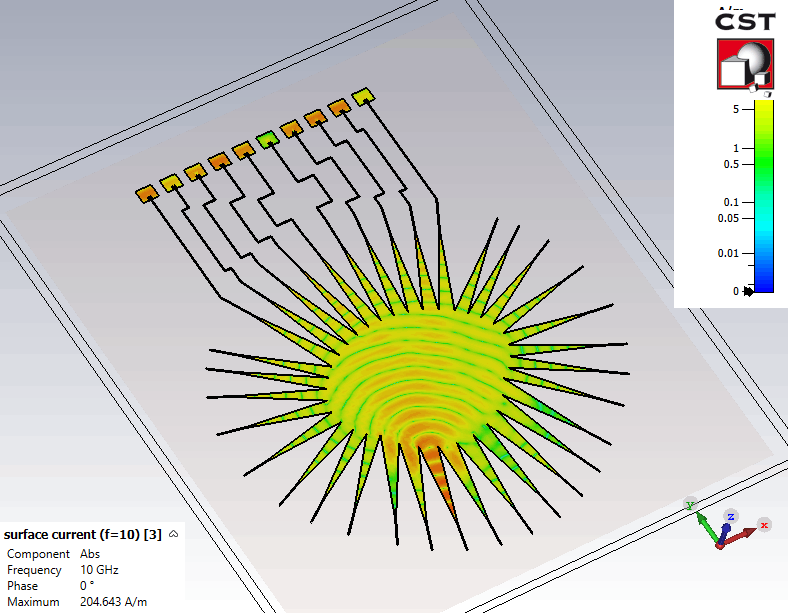 A/m
CST
5
1
0.5
0.1
0.05
0.01
0
y
z
x
surface current (f=10) [3]
Component Abs
Frequency 10 GHz
Phase 0 °
Maximum 204.643 A/m